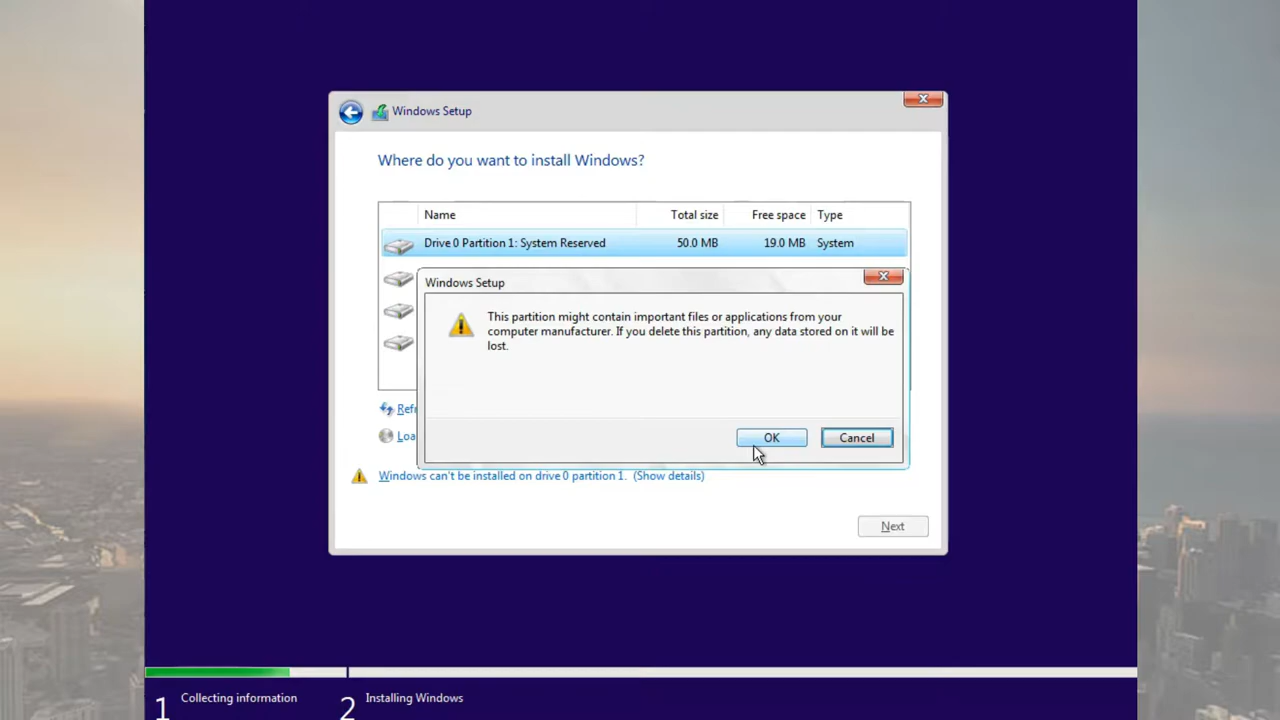 Windows Setup
Where do you want to install Windows?
Name Total size Free space Type
Drive 0 Partition 1: System Reserved 50.0 MB 19.0 MB System
Windows Setup
This partition might contain important files or applications from your
computer manufacturer. If you delete this partition, any data stored on it will be
lost.
Refr
Loa
OK Cancel
Windows can't be installed on drive 0 partition 1. (Show details)
Next
1 Collecting information 2 Installing Windows